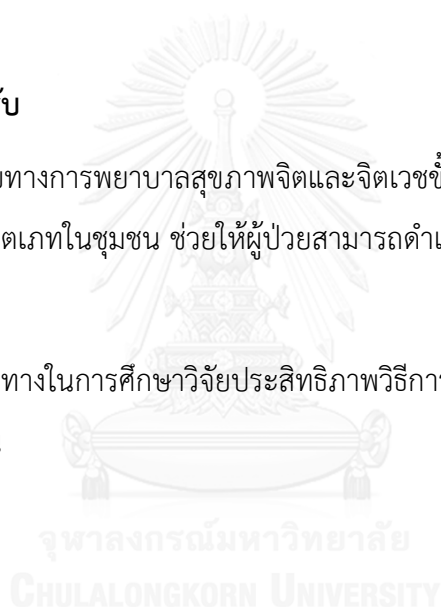 ับ
ทางการพยาบาลสุขภาพจิตและจิตเวชขั้
ตเภทในชุมชน ช่วยให้ผู้ป่วยสามารถดำเ
ทางในการศึกษาวิจัยประสิทธิภาพวิธีการ
จุฬาลงกรณ์มหาวิทยาลัย
CHULALONGKORN UNIVERSITY